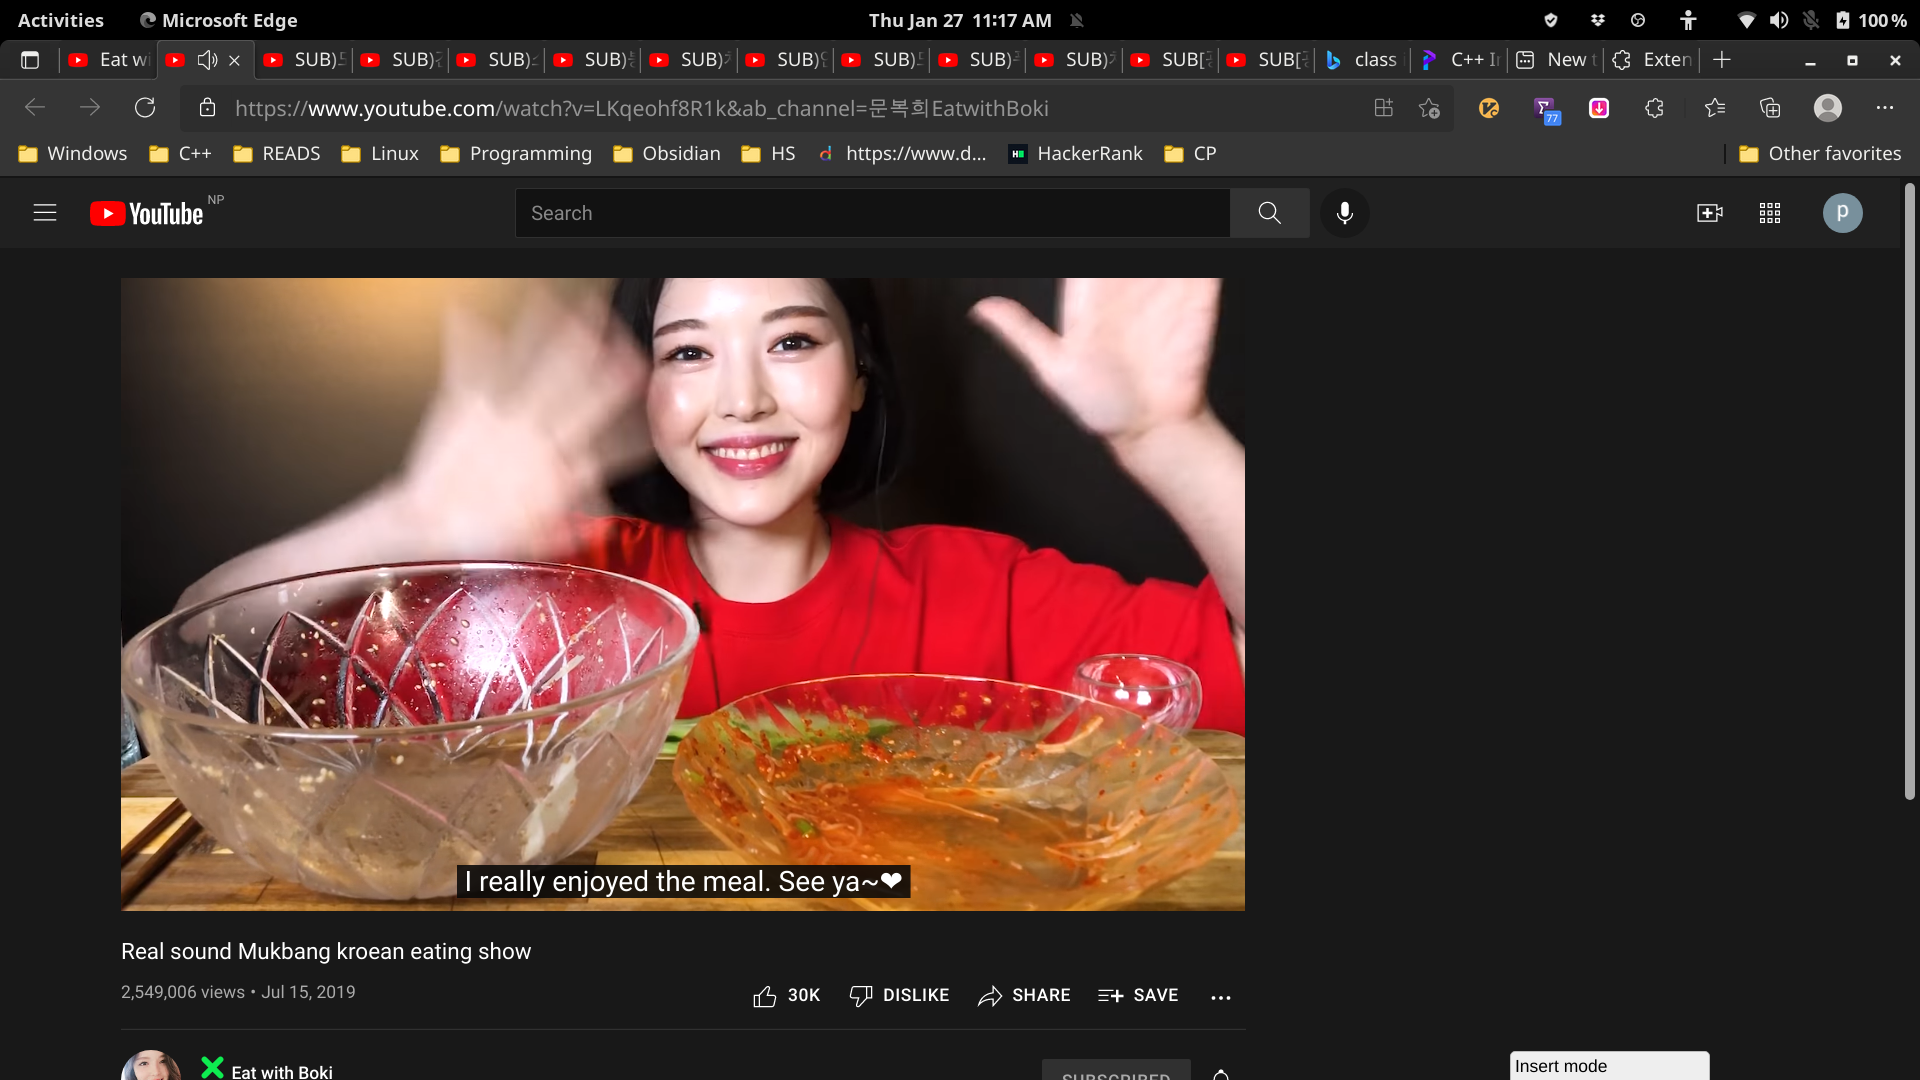 Activities Microsoft Edge Thu Jan 27 11:17 AM 100 %
Eat wi SUB) SUB) SUB) SUB) SUB) SUB) SUB) SUB) SUB) SUB[ SUB[ class C++ I New t Exten
https://www.youtube.com/watch?v=LKqeohf8R1k&ab_channel=문복희EatwithBoki 77
Windows C++ READS Linux Programming Obsidian HS https://www.d... HackerRank CP Other favorites
YouTube NP Search p
I really enjoyed the meal. See ya~❤
Real sound Mukbang kroean eating show
2,549,006 views • Jul 15, 2019 30K DISLIKE SHARE SAVE
Eat with Boki SUBSCRIBED
Insert mode